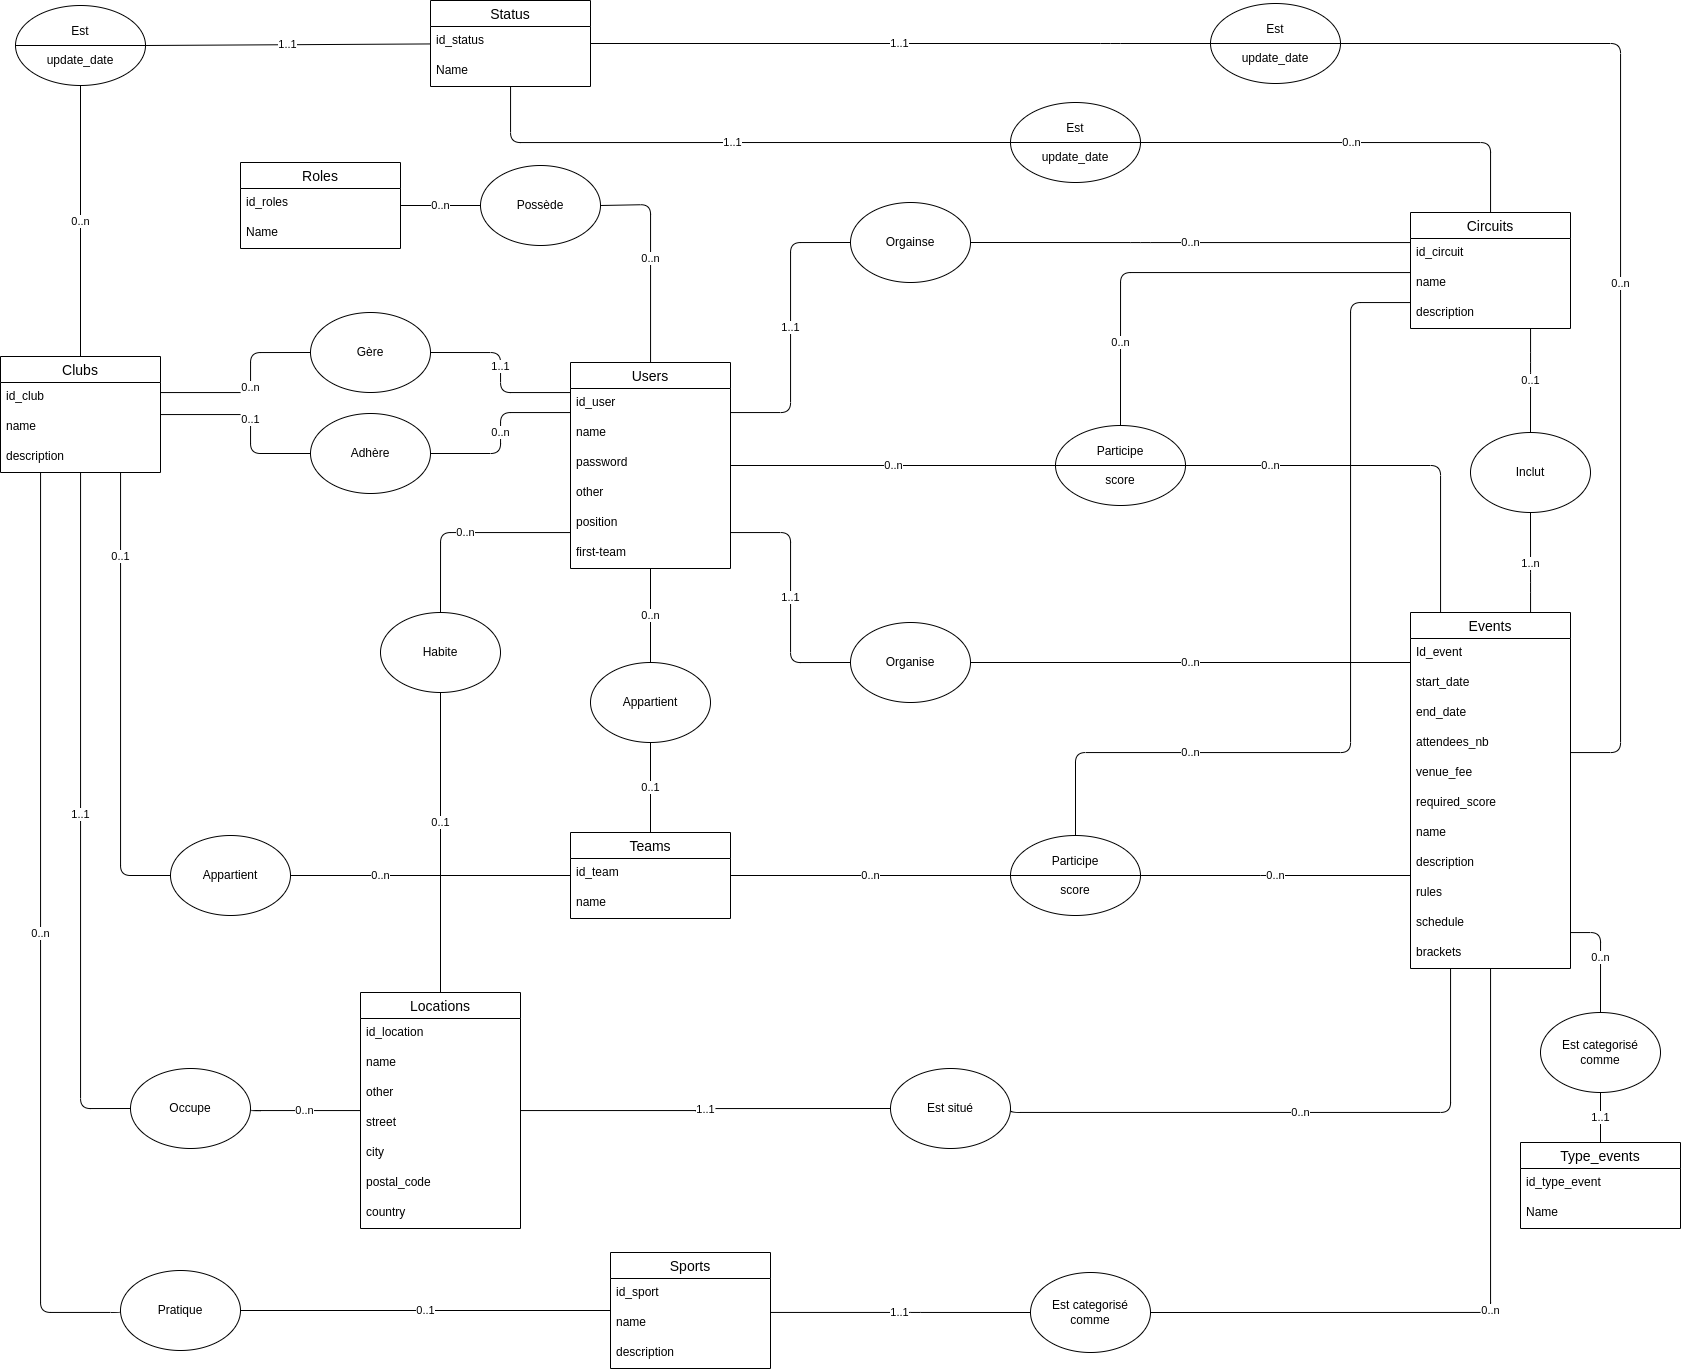 Est
update_date
1..1
Status
id_status
Name
1..1
Est
update_date
1..1
Est
update_date
0..n
0..n
Roles
id_roles
Name
0..n
Possède
0..n
0..n
Orgainse
0..n
1..1
Circuits
id_circuit
name
description
0..n
0..n
0..1
Clubs
id_club
name
description
0..n
Gère
1..1
0..1
Adhère
0..n
Users
id_user
name
password
other
position
first-team
0..n
Participe
score
0..n
Inclut
1..n
0..n
0..1
Habite
0..n
1..1
Organise
0..n
Appartient
0..1
Events
Id_event
start_date
end_date
attendees_nb
venue_fee
required_score
name
description
rules
schedule
brackets
0..n
0..1
1..1
Appartient
0..n
Teams
id_team
name
0..n
Participe
score
0..n
0..n
0..n
Est categorisé
comme
1..1
Type_events
id_type_event
Name
Locations
id_location
name
other
street
city
postal_code
country
Occupe
0..n
1..1
Est situé
0..n
Pratique
0..1
Sports
id_sport
name
description
1..1
Est categorisé
comme
0..n